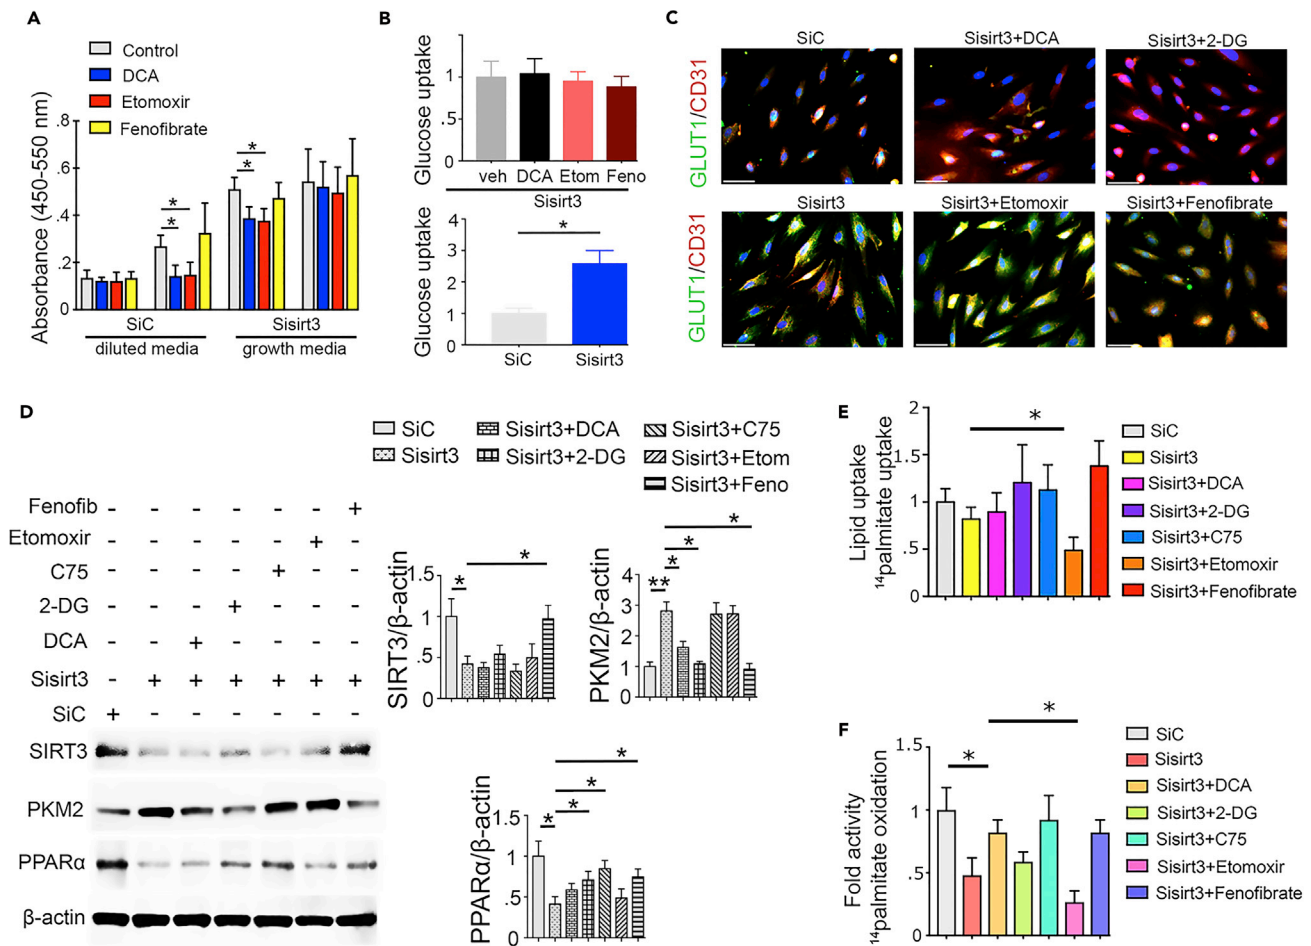 A
Control
DCA
Etomoxir
Fenofibrate
Absorbance (450-550 nm)
.8
.6
.4
.2
0
* * * *
SiC Sisirt3
diluted media growth media
B
Glucose uptake
1.5
1
.5
0
veh DCA Etom Feno
Sisirt3
Glucose uptake
4
3
2
1
0
*
SiC Sisirt3
C
SiC Sisirt3+DCA Sisirt3+2-DG
GLUT1/CD31
Sisirt3 Sisirt3+Etomoxir Sisirt3+Fenofibrate
GLUT1/CD31
D
SiC Sisirt3+DCA Sisirt3+C75
Sisirt3 Sisirt3+2-DG Sisirt3+Etom
Sisirt3+Feno
Fenofib - - - - - - +
Etomoxir - - - - - + -
C75 - - - - + - -
2-DG - - - + - - -
DCA - - + - - - -
Sisirt3 - + + + + + +
SiC + - - - - - -
SIRT3
PKM2
PPARα
β-actin
SIRT3/β-actin
1.5
1
.5
0
* *
PKM2/β-actin
4
3
2
1
0
** * * *
PPARα/β-actin
1.5
1
.5
0
* * * *
E
Lipid uptake
¹⁴palmitate uptake
2
1.5
1
.5
0
*
SiC
Sisirt3
Sisirt3+DCA
Sisirt3+2-DG
Sisirt3+C75
Sisirt3+Etomoxir
Sisirt3+Fenofibrate
F
Fold activity
¹⁴palmitate oxidation
1.5
1
.5
0
* *
SiC
Sisirt3
Sisirt3+DCA
Sisirt3+2-DG
Sisirt3+C75
Sisirt3+Etomoxir
Sisirt3+Fenofibrate